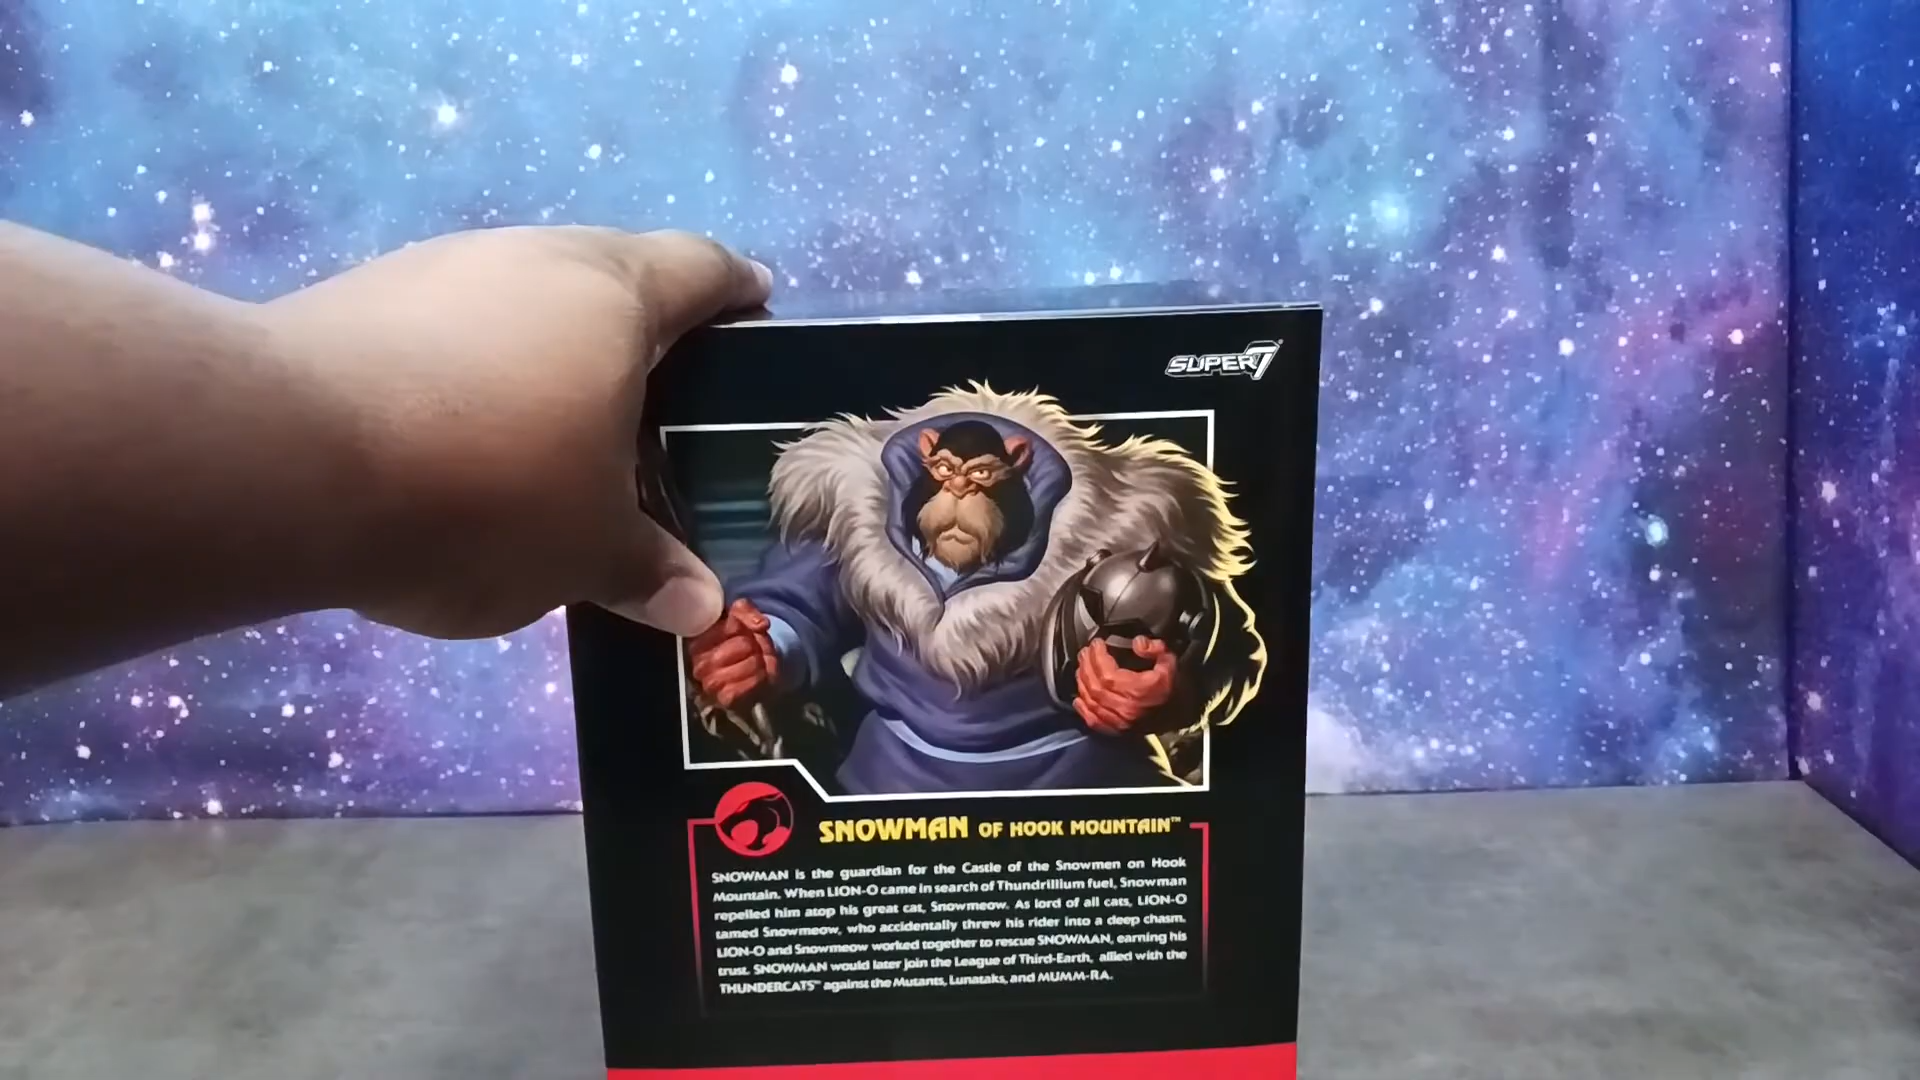 SUPER7
SNOWMAN OF HOOK MOUNTAIN™
SNOWMAN is the guardian for the Castle of the Snowmen on Hook
Mountain. When LION-O came in search of Thundrillium fuel, Snowman
repelled him atop his great cat, Snowmeow. As lord of all cats, LION-O
tamed Snowmeow, who accidentally threw his rider into a deep chasm.
LION-O and Snowmeow worked together to rescue SNOWMAN, earning his
trust. SNOWMAN would later join the League of Third-Earth, allied with the
THUNDERCATS™ against the Mutants, Lunataks, and MUMM-RA.